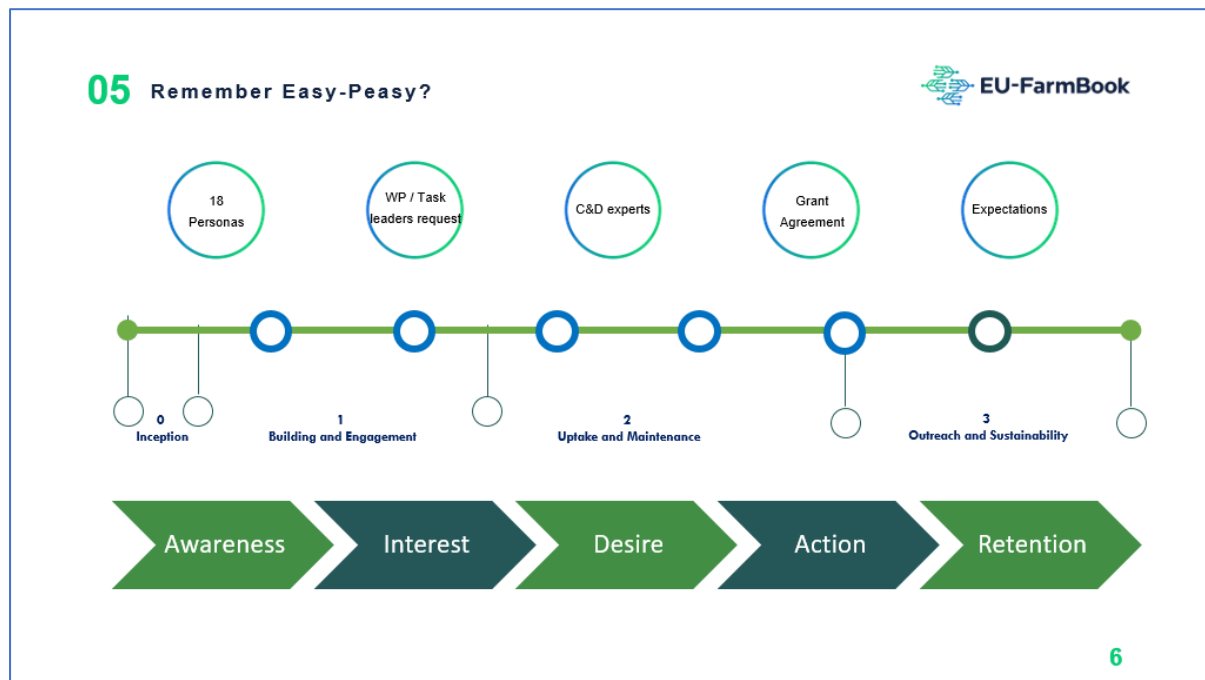 05 Remember Easy-Peasy?
EU-FarmBook
18
Personas
WP / Task
leaders request
C&D experts
Grant
Agreement
Expectations
0
Inception
1
Building and Engagement
2
Uptake and Maintenance
3
Outreach and Sustainability
Awareness
Interest
Desire
Action
Retention
6